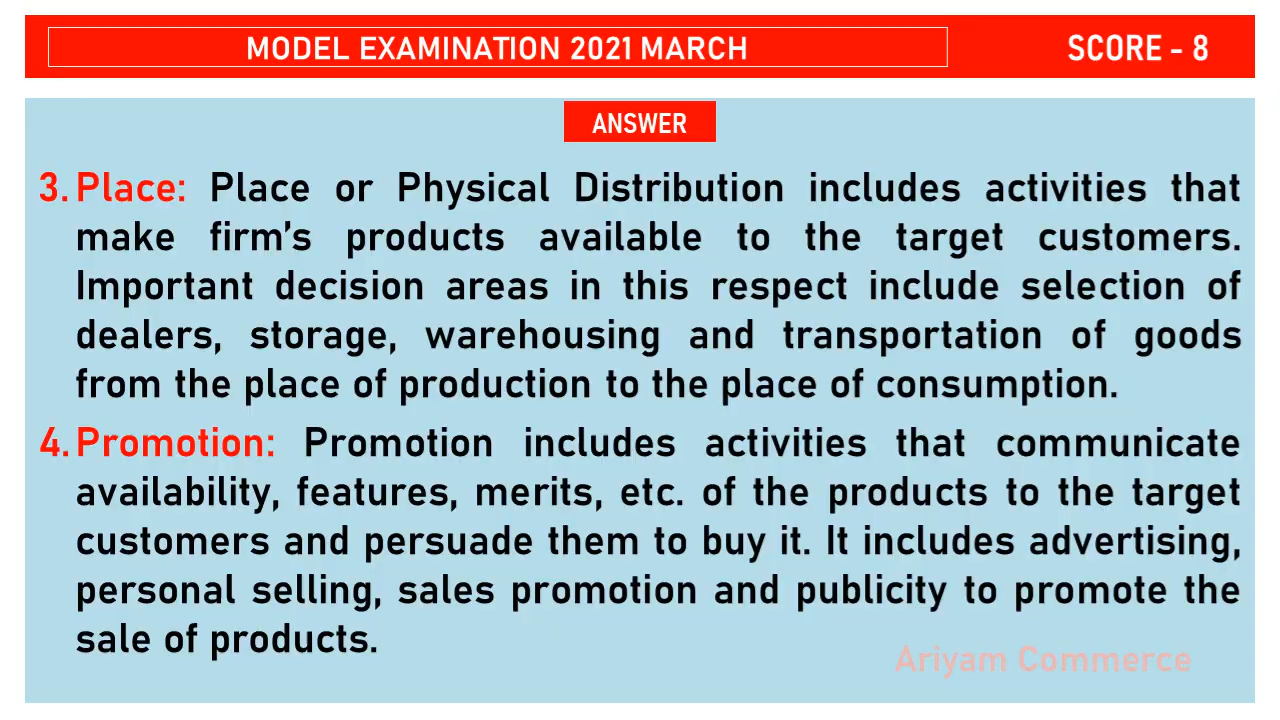 MODEL EXAMINATION 2021 MARCH
SCORE - 8
ANSWER
3. Place: Place or Physical Distribution includes activities that
make firm's products available to the target customers.
Important decision areas in this respect include selection of
dealers, storage, warehousing and transportation of goods
from the place of production to the place of consumption.
4. Promotion: Promotion includes activities that communicate
availability, features, merits, etc. of the products to the target
customers and persuade them to buy it. It includes advertising,
personal selling, sales promotion and publicity to promote the
sale of products.
Ariyam Commerce